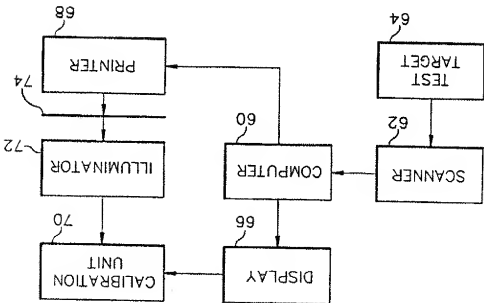 CALIBRATION
UNIT
70
DISPLAY
66
ILLUMINATOR
72
COMPUTER
60
SCANNER
62
74
PRINTER
68
TEST
TARGET
64